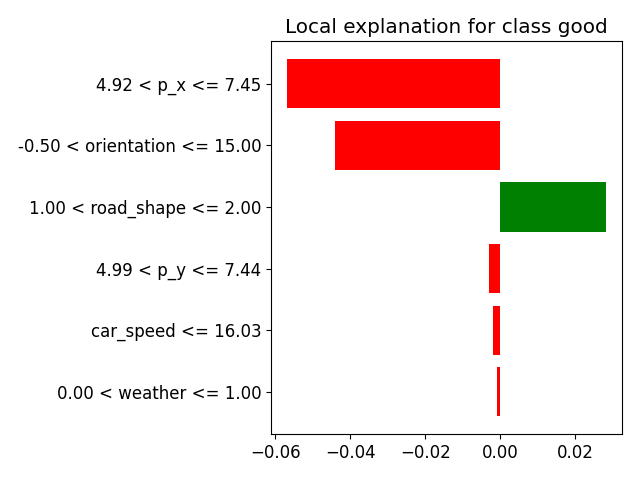 Local explanation for class good
4.92 < p_x <= 7.45
-0.50 < orientation <= 15.00
1.00 < road_shape <= 2.00
4.99 < p_y <= 7.44
car_speed <= 16.03
0.00 < weather <= 1.00
−0.06 −0.04 −0.02 0.00 0.02